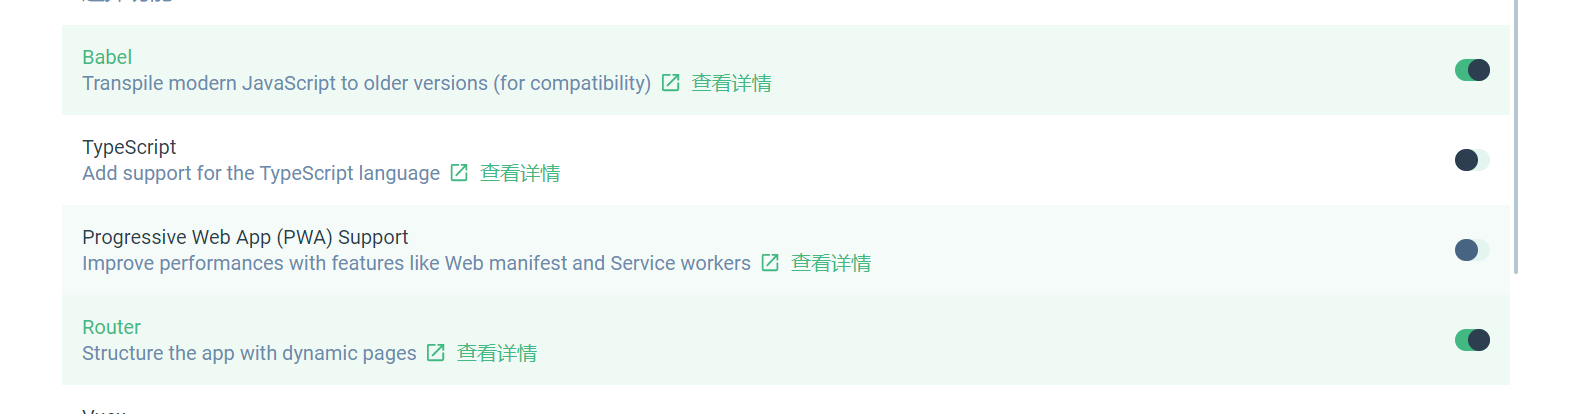 Babel
Transpile modern JavaScript to older versions (for compatibility) 查看详情
TypeScript
Add support for the TypeScript language 查看详情
Progressive Web App (PWA) Support
Improve performances with features like Web manifest and Service workers 查看详情
Router
Structure the app with dynamic pages 查看详情